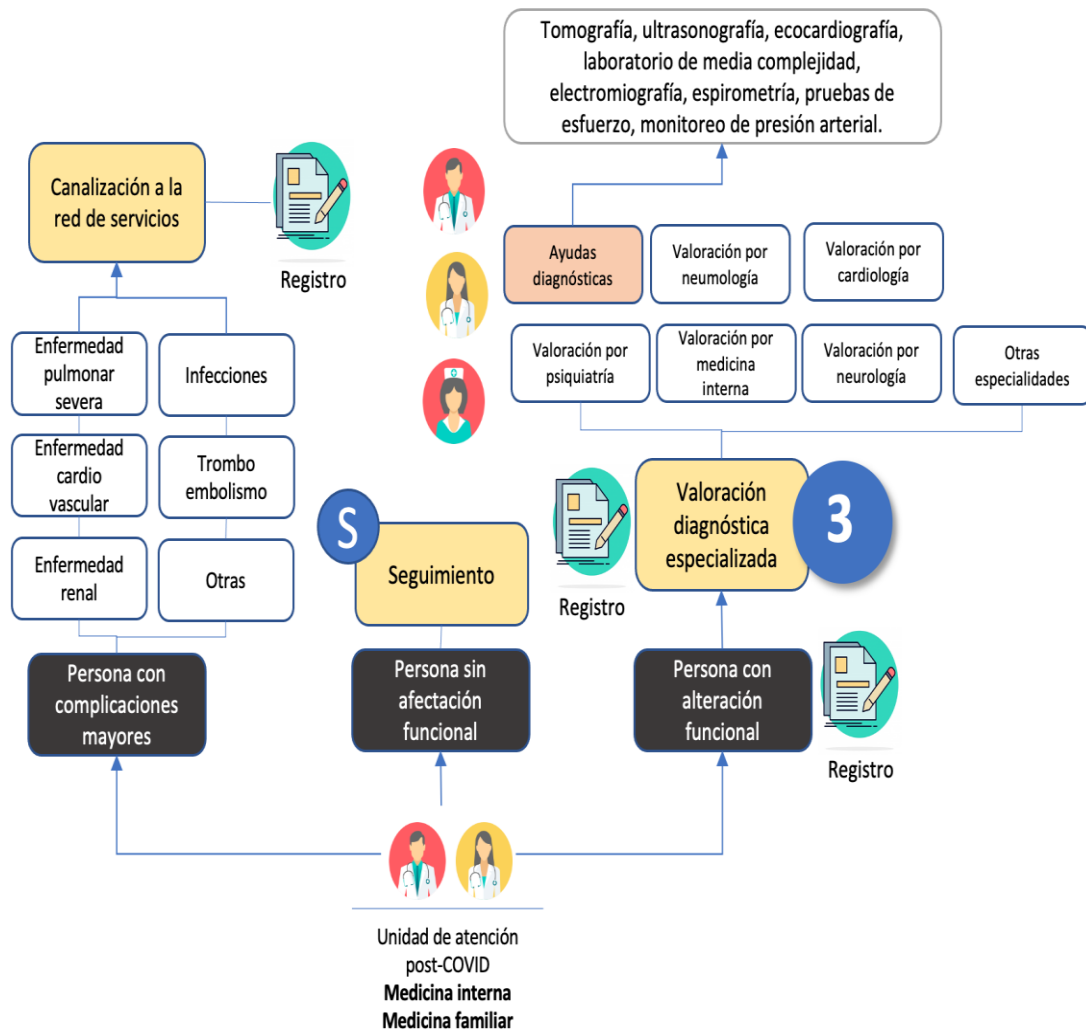 Tomografía, ultrasonografía, ecocardiografía,
laboratorio de media complejidad,
electromiografía, espirometría, pruebas de
esfuerzo, monitoreo de presión arterial.
Canalización a la
red de servicios
Registro
Ayudas
diagnósticas
Valoración por
neumología
Valoración por
cardiología
Enfermedad
pulmonar
severa
Infecciones
Valoración por
psiquiatría
Valoración por
medicina
interna
Valoración por
neurología
Otras
especialidades
Enfermedad
cardio
vascular
Trombo
embolismo
S
Seguimiento
Registro
Valoración
diagnóstica
especializada
3
Enfermedad
renal
Otras
Persona con
complicaciones
mayores
Persona sin
afectación
funcional
Persona con
alteración
funcional
Registro
Unidad de atención
post-COVID
Medicina interna
Medicina familiar